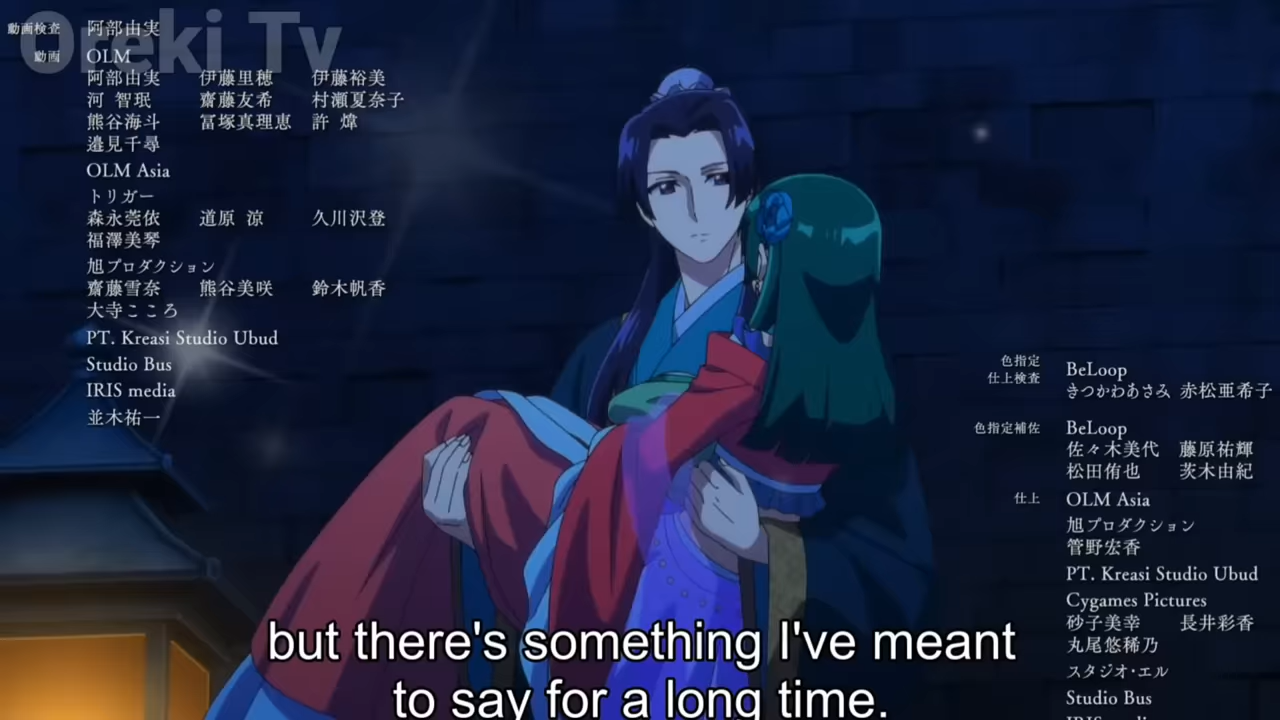 Oreki Tv
動画検査 阿部由実
動画 OLM
阿部由実 伊藤里穂 伊藤裕美
河 智珉 齋藤友希 村瀬夏奈子
熊谷海斗 冨塚真理恵 許 煒
邉見千尋
OLM Asia
トリガー
森永莞依 道原 涼 久川沢登
福澤美琴
旭プロダクション
齋藤雪奈 熊谷美咲 鈴木帆香
大寺こころ
PT. Kreasi Studio Ubud
Studio Bus
IRIS media
並木祐一
色指定
仕上検査
BeLoop
きつかわあさみ 赤松亜希子
色指定補佐 BeLoop
佐々木美代 藤原祐輝
松田侑也 茨木由紀
仕上 OLM Asia
旭プロダクション
管野宏香
PT. Kreasi Studio Ubud
Cygames Pictures
砂子美幸 長井彩香
丸尾悠稀乃
スタジオ・エル
Studio Bus
but there's something I've meant
to say for a long time.